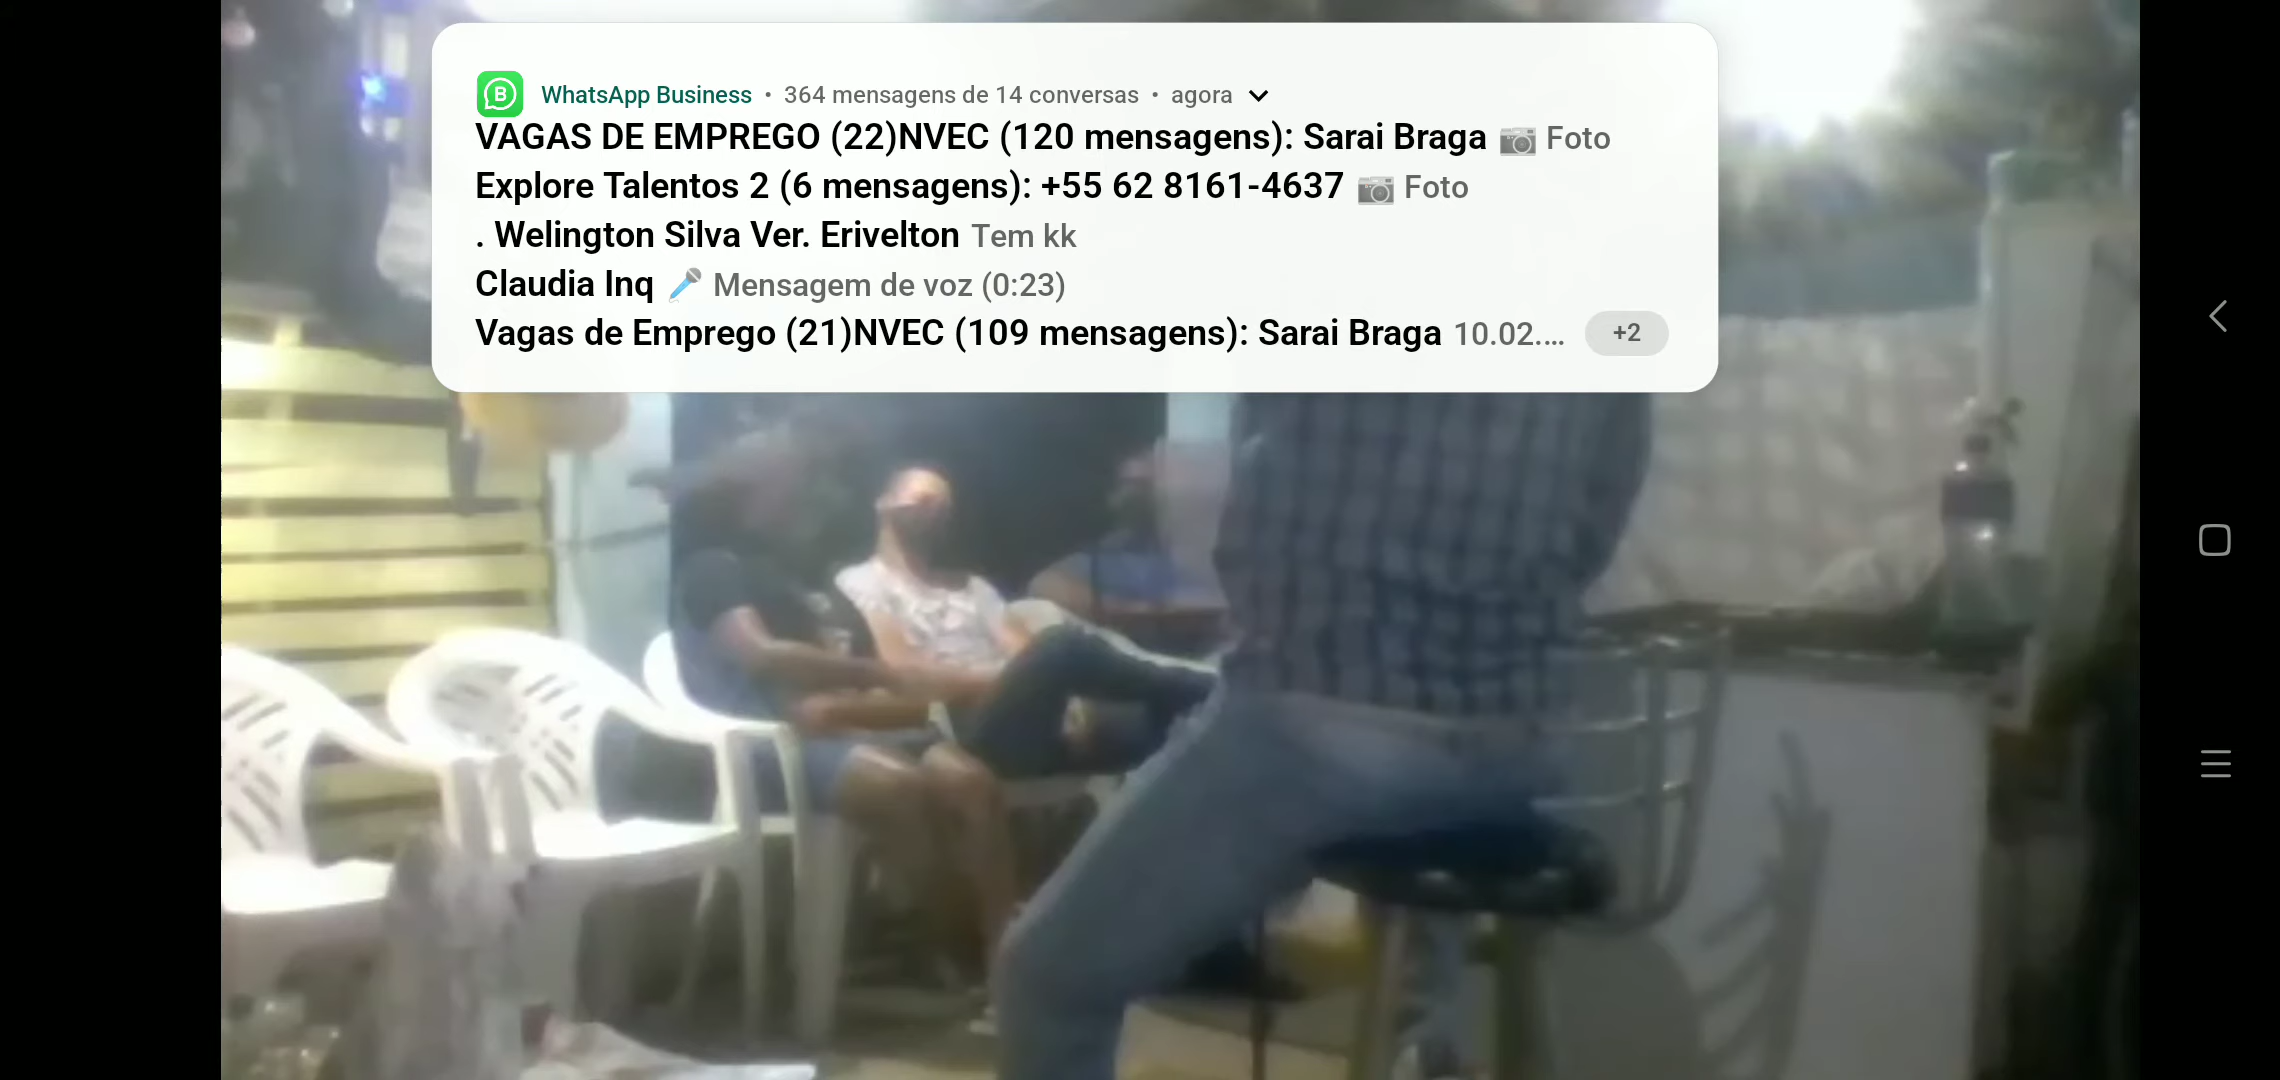 WhatsApp Business • 364 mensagens de 14 conversas • agora
VAGAS DE EMPREGO (22)NVEC (120 mensagens): Sarai Braga 📷 Foto
Explore Talentos 2 (6 mensagens): +55 62 8161-4637 📷 Foto
. Welington Silva Ver. Erivelton Tem kk
Claudia Inq 🎤 Mensagem de voz (0:23)
Vagas de Emprego (21)NVEC (109 mensagens): Sarai Braga 10.02.... +2